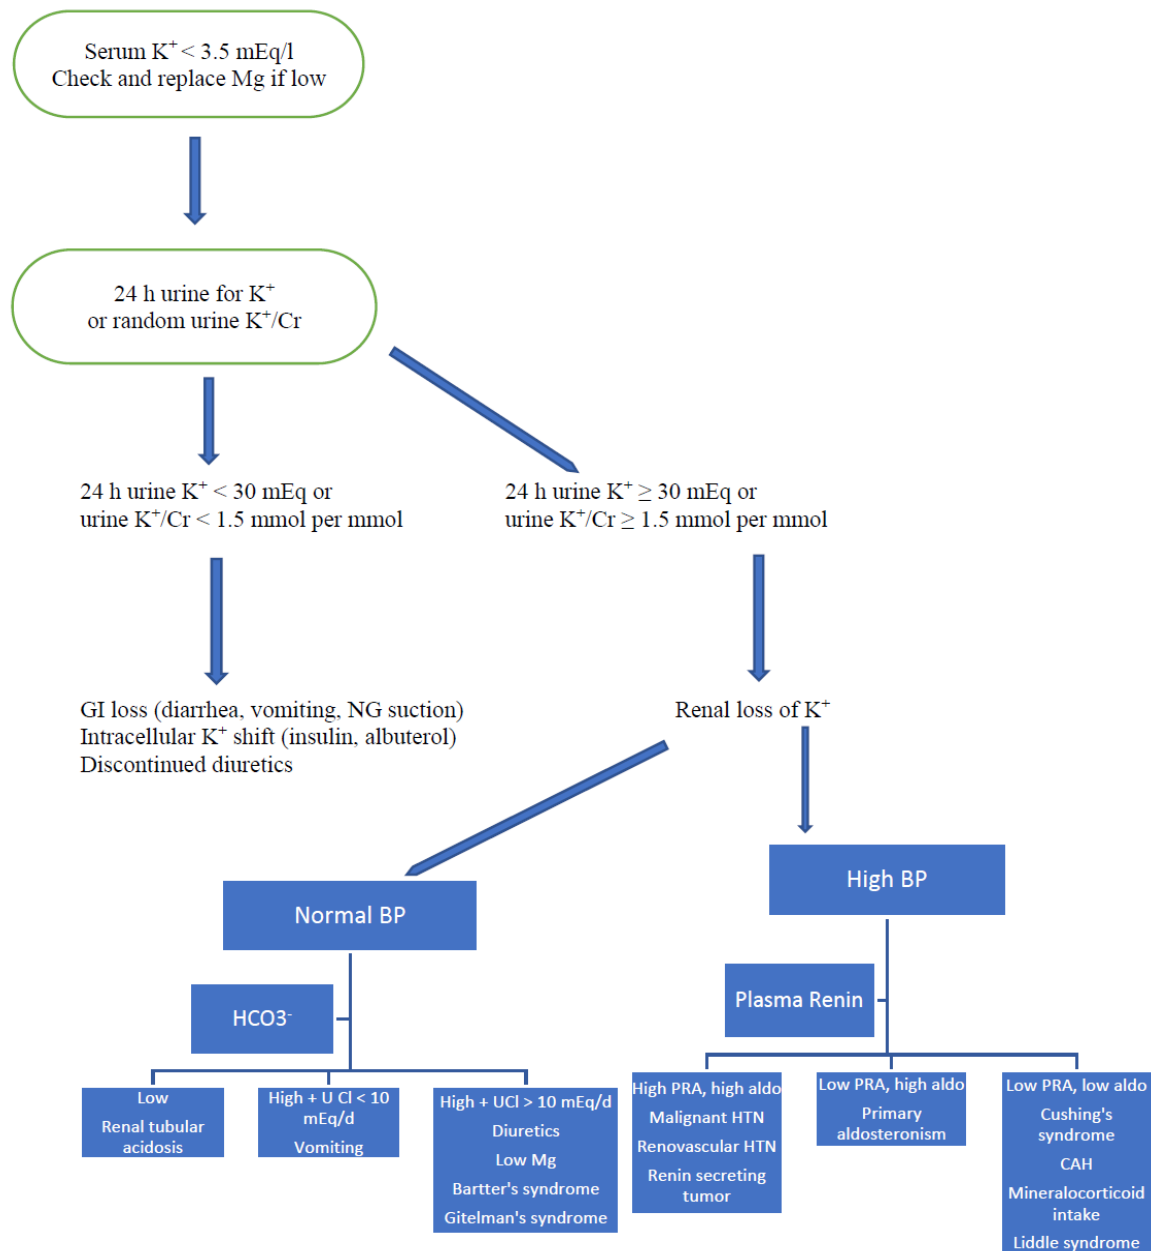 Serum K⁺ < 3.5 mEq/l
Check and replace Mg if low
24 h urine for K⁺
or random urine K⁺/Cr
24 h urine K⁺ < 30 mEq or
urine K⁺/Cr < 1.5 mmol per mmol
24 h urine K⁺ ≥ 30 mEq or
urine K⁺/Cr ≥ 1.5 mmol per mmol
GI loss (diarrhea, vomiting, NG suction)
Intracellular K⁺ shift (insulin, albuterol)
Discontinued diuretics
Renal loss of K⁺
Normal BP
High BP
HCO3⁻
Plasma Renin
Low
Renal tubular
acidosis
High + U Cl < 10
mEq/d
Vomiting
High + UCl > 10 mEq/d
Diuretics
Low Mg
Bartter's syndrome
Gitelman's syndrome
High PRA, high aldo
Malignant HTN
Renovascular HTN
Renin secreting
tumor
Low PRA, high aldo
Primary
aldosteronism
Low PRA, low aldo
Cushing's
syndrome
CAH
Mineralocorticoid
intake
Liddle syndrome